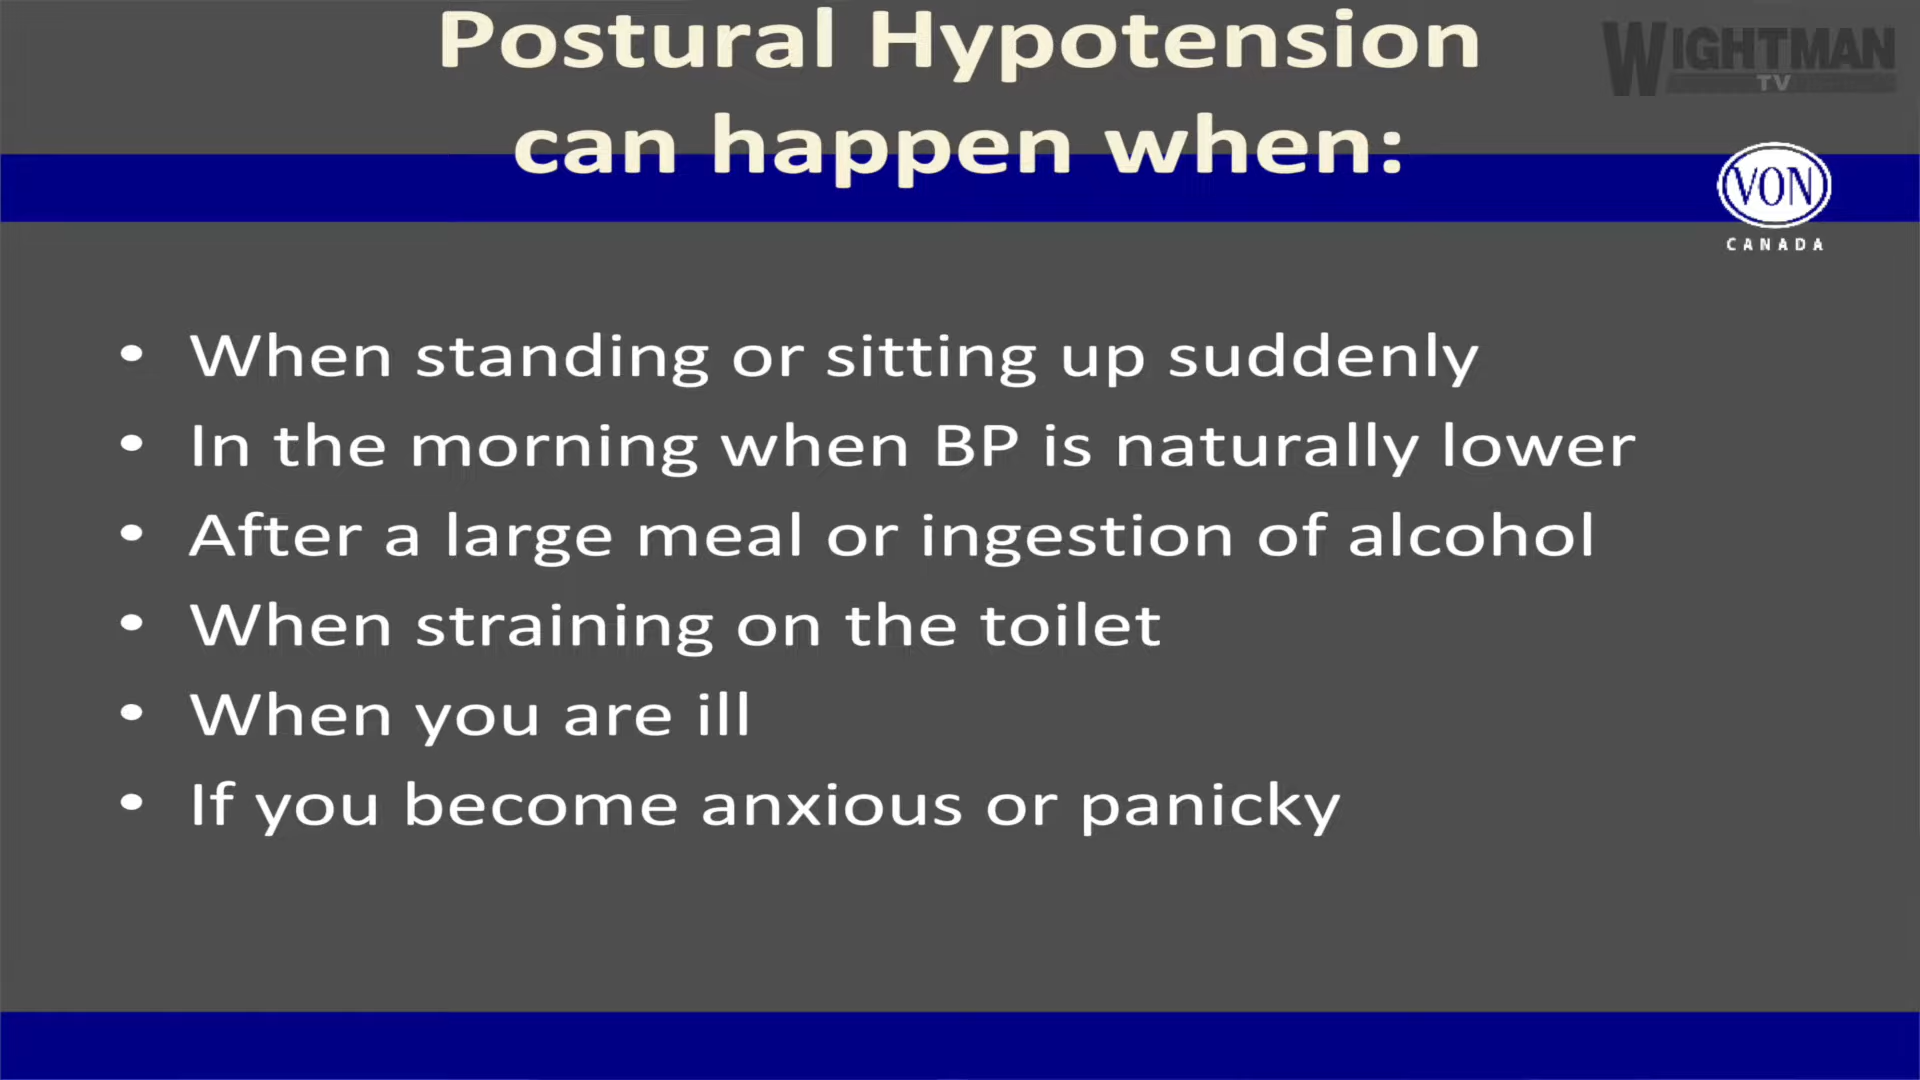 Postural Hypotension
can happen when:
WIGHTMAN
TV
VON
CANADA
• When standing or sitting up suddenly
• In the morning when BP is naturally lower
• After a large meal or ingestion of alcohol
• When straining on the toilet
• When you are ill
• If you become anxious or panicky